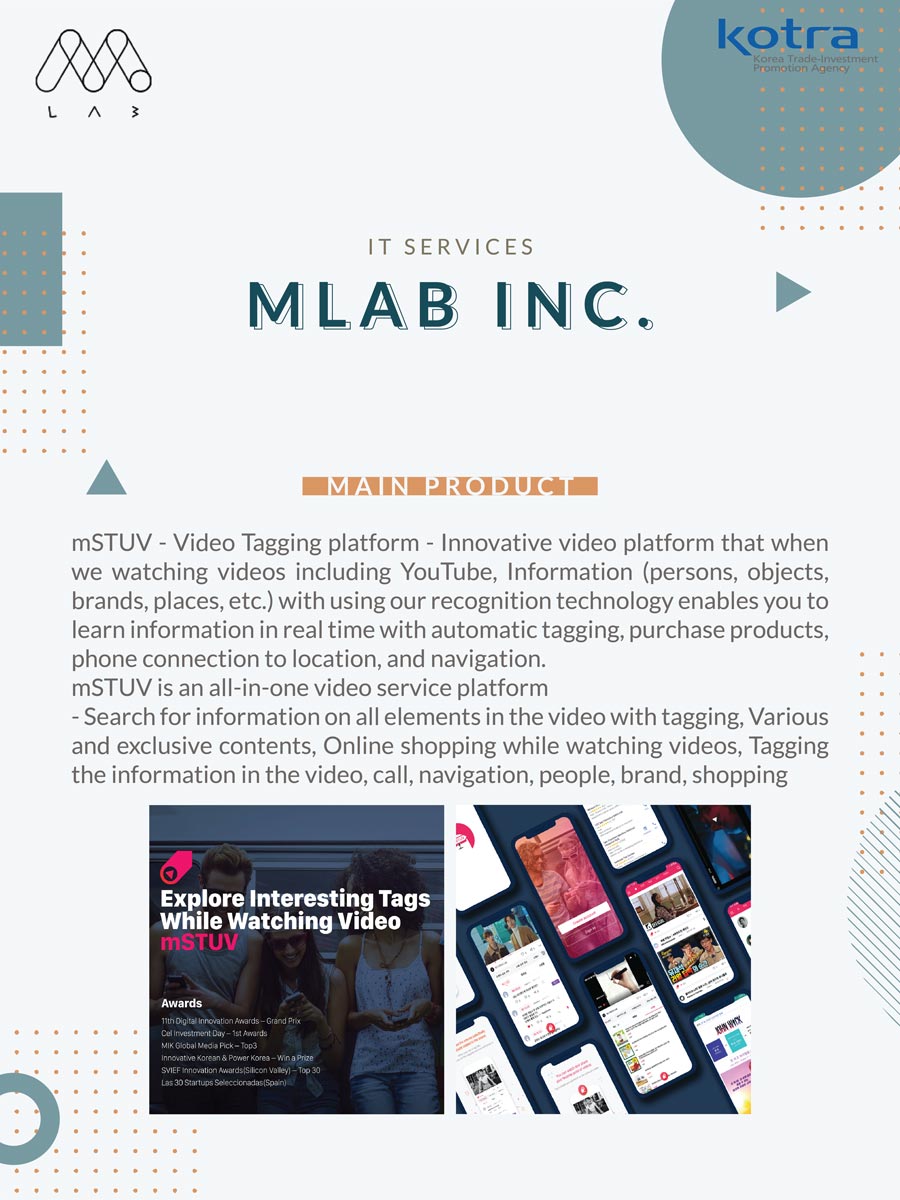 LAB
kotra
Korea Trade-Investment
Promotion Agency
IT SERVICES
MLAB INC.
MAIN PRODUCT
mSTUV - Video Tagging platform - Innovative video platform that when
we watching videos including YouTube, Information (persons, objects,
brands, places, etc.) with using our recognition technology enables you to
learn information in real time with automatic tagging, purchase products,
phone connection to location, and navigation.
mSTUV is an all-in-one video service platform
- Search for information on all elements in the video with tagging, Various
and exclusive contents, Online shopping while watching videos, Tagging
the information in the video, call, navigation, people, brand, shopping
Explore Interesting Tags
While Watching Video
mSTUV
Awards
11th Digital Innovation Awards – Grand Prix
Cel Investment Day – 1st Awards
MIK Global Media Pick – Top3
Innovative Korean & Power Korea – Win a Prize
SVIEF Innovation Awards(Silicon Valley) – Top 30
Las 30 Startups Seleccionadas(Spain)
JOHN WICK